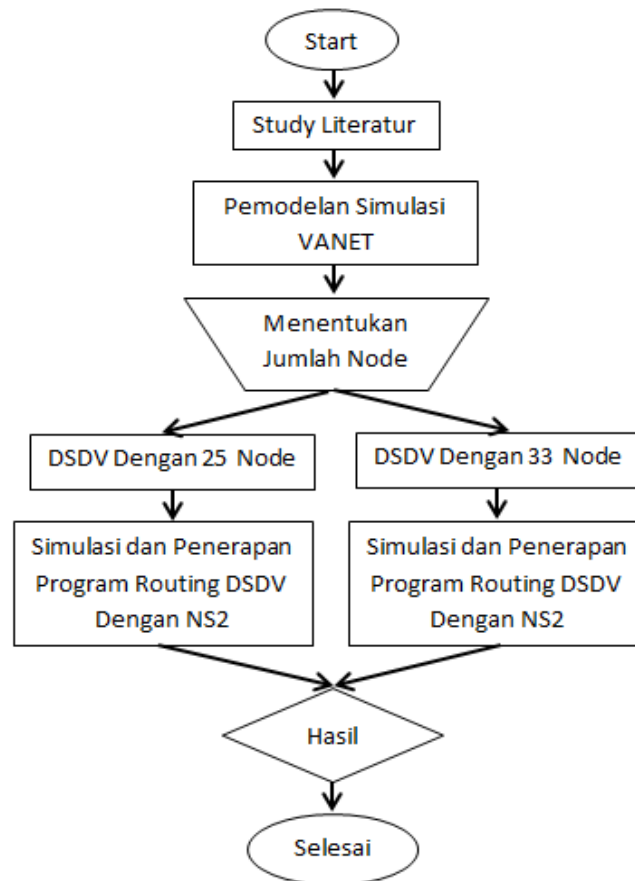 Start
Study Literatur
Pemodelan Simulasi
VANET
Menentukan
Jumlah Node
DSDV Dengan 25 Node
DSDV Dengan 33 Node
Simulasi dan Penerapan
Program Routing DSDV
Dengan NS2
Simulasi dan Penerapan
Program Routing DSDV
Dengan NS2
Hasil
Selesai